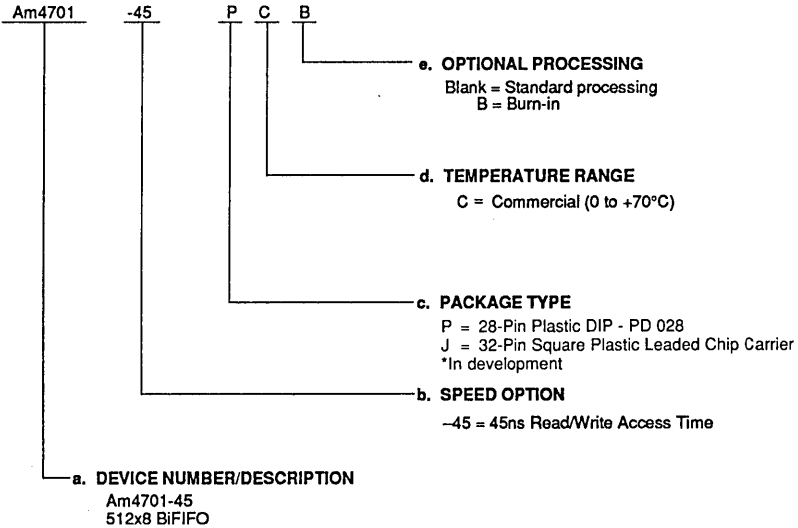 Am4701 -45 P C B
e. OPTIONAL PROCESSING
Blank = Standard processing
B = Burn-in
d. TEMPERATURE RANGE
C = Commercial (0 to +70°C)
c. PACKAGE TYPE
P = 28-Pin Plastic DIP - PD 028
J = 32-Pin Square Plastic Leaded Chip Carrier
*In development
b. SPEED OPTION
–45 = 45ns Read/Write Access Time
a. DEVICE NUMBER/DESCRIPTION
Am4701-45
512x8 BiFIFO